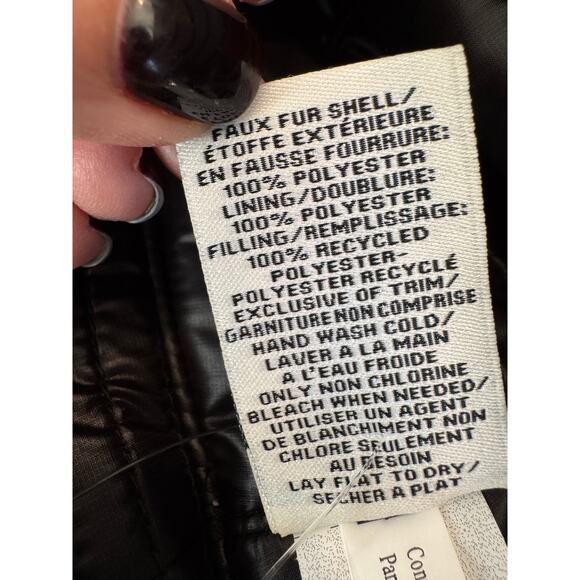 FAUX FUR SHELL/
ÉTOFFE EXTÉRIEURE
EN FAUSSE FOURRURE:
100% POLYESTER
LINING/DOUBLURE:
100% POLYESTER
FILLING/REMPLISSAGE:
100% RECYCLED
POLYESTER-
POLYESTER RECYCLÉ
EXCLUSIVE OF TRIM/
GARNITURE NON COMPRISE
HAND WASH COLD/
LAVER A LA MAIN
A L'EAU FROIDE
ONLY NON CHLORINE
BLEACH WHEN NEEDED/
UTILISER UN AGENT
DE BLANCHIMENT NON
CHLORE SEULEMENT
AU BESOIN
LAY FLAT TO DRY/
SECHER A PLAT
Con
Par